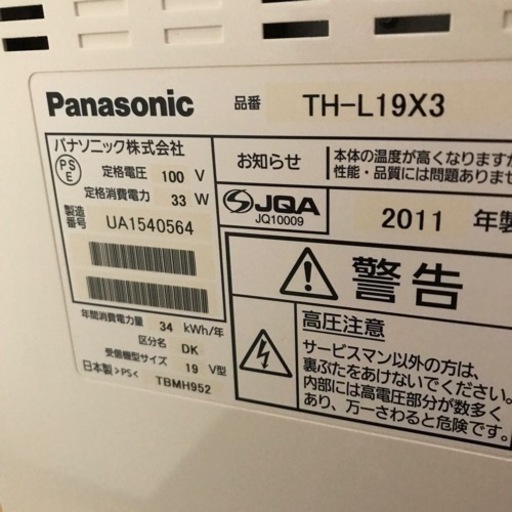 Panasonic 品番 TH-L19X3
パナソニック株式会社
PSE 定格電圧 100 V
定格消費電力 33 W
製造番号 UA1540564
年間消費電力量 34 kWh/年
区分名 DK
受信機型サイズ 19 V型
日本製 >PS< TBMH952
お知らせ
本体の温度が高くなりますが
性能・品質には問題ありませ
JQA
JQ10009
2011 年製
警告
高圧注意
サービスマン以外の方は、
裏ぶたをあけないでください。
内部には高電圧部分が数多く
あり、万一さわると危険です。